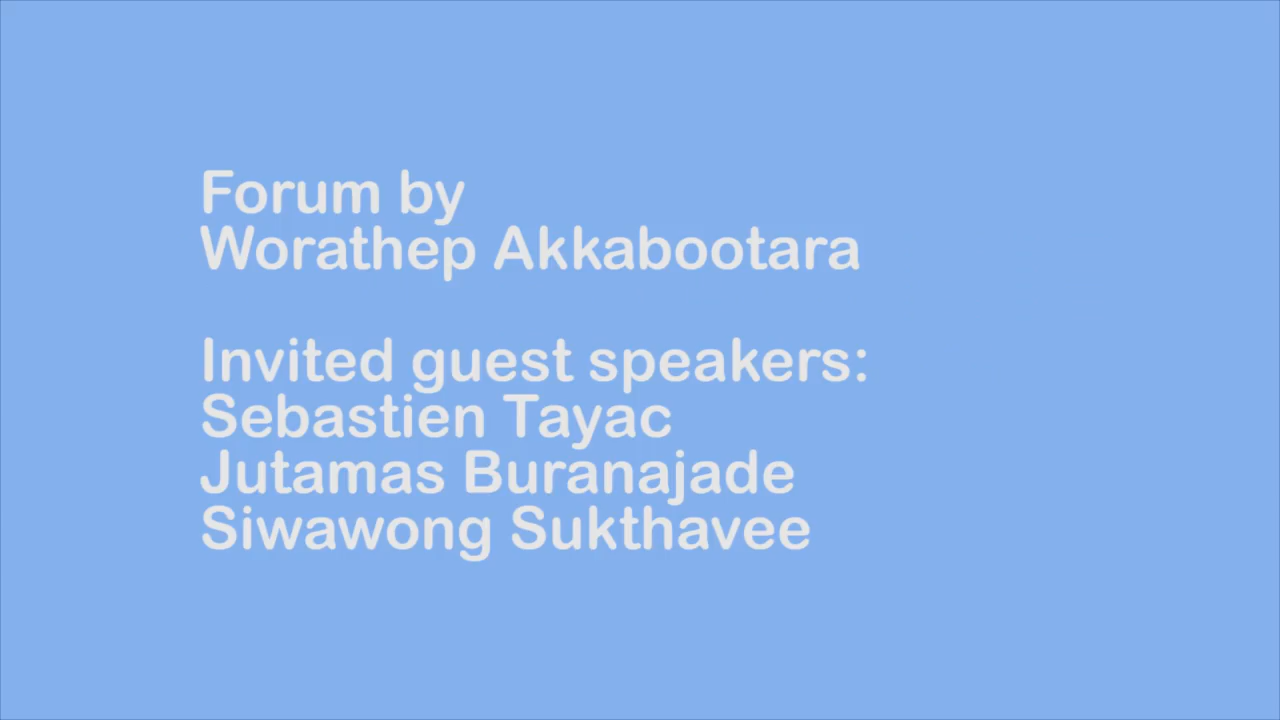 Forum by
Worathep Akkabootara
Invited guest speakers:
Sebastien Tayac
Jutamas Buranajade
Siwawong Sukthavee